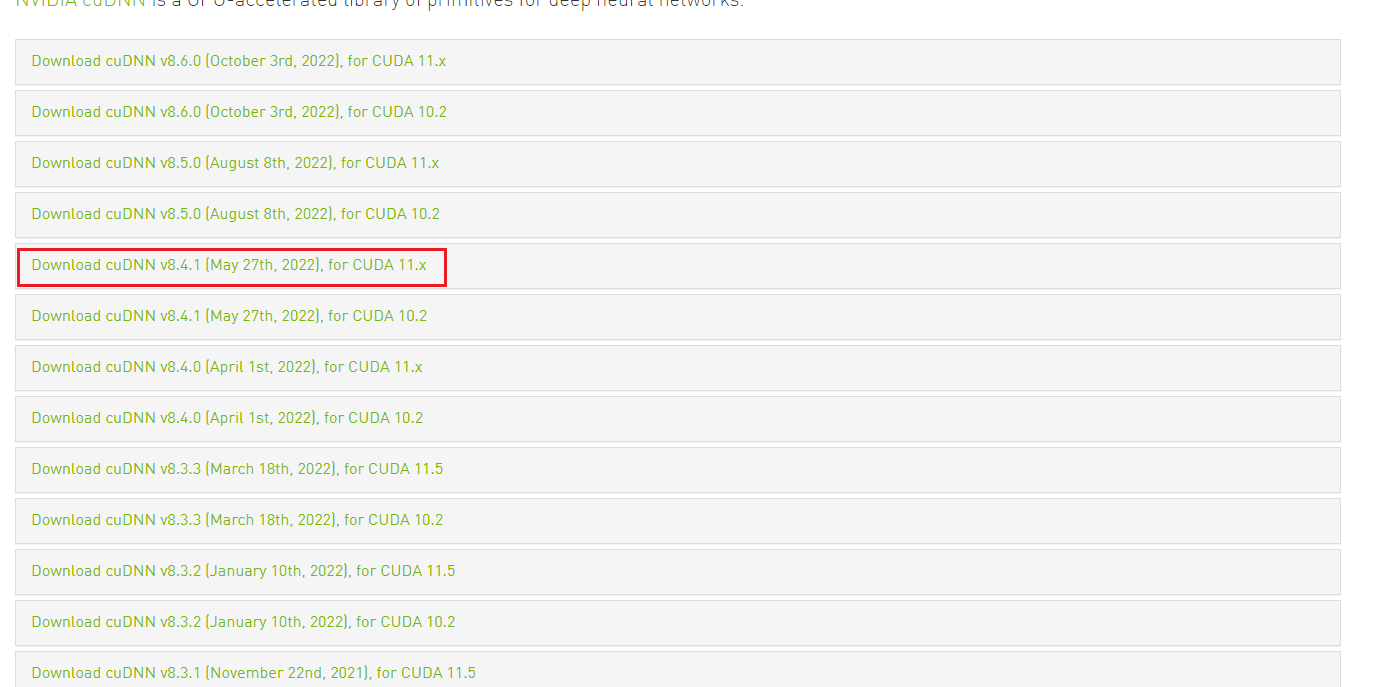 NVIDIA cuDNN is a GPU-accelerated library of primitives for deep neural networks.
Download cuDNN v8.6.0 (October 3rd, 2022), for CUDA 11.x
Download cuDNN v8.6.0 (October 3rd, 2022), for CUDA 10.2
Download cuDNN v8.5.0 (August 8th, 2022), for CUDA 11.x
Download cuDNN v8.5.0 (August 8th, 2022), for CUDA 10.2
Download cuDNN v8.4.1 (May 27th, 2022), for CUDA 11.x
Download cuDNN v8.4.1 (May 27th, 2022), for CUDA 10.2
Download cuDNN v8.4.0 (April 1st, 2022), for CUDA 11.x
Download cuDNN v8.4.0 (April 1st, 2022), for CUDA 10.2
Download cuDNN v8.3.3 (March 18th, 2022), for CUDA 11.5
Download cuDNN v8.3.3 (March 18th, 2022), for CUDA 10.2
Download cuDNN v8.3.2 (January 10th, 2022), for CUDA 11.5
Download cuDNN v8.3.2 (January 10th, 2022), for CUDA 10.2
Download cuDNN v8.3.1 (November 22nd, 2021), for CUDA 11.5